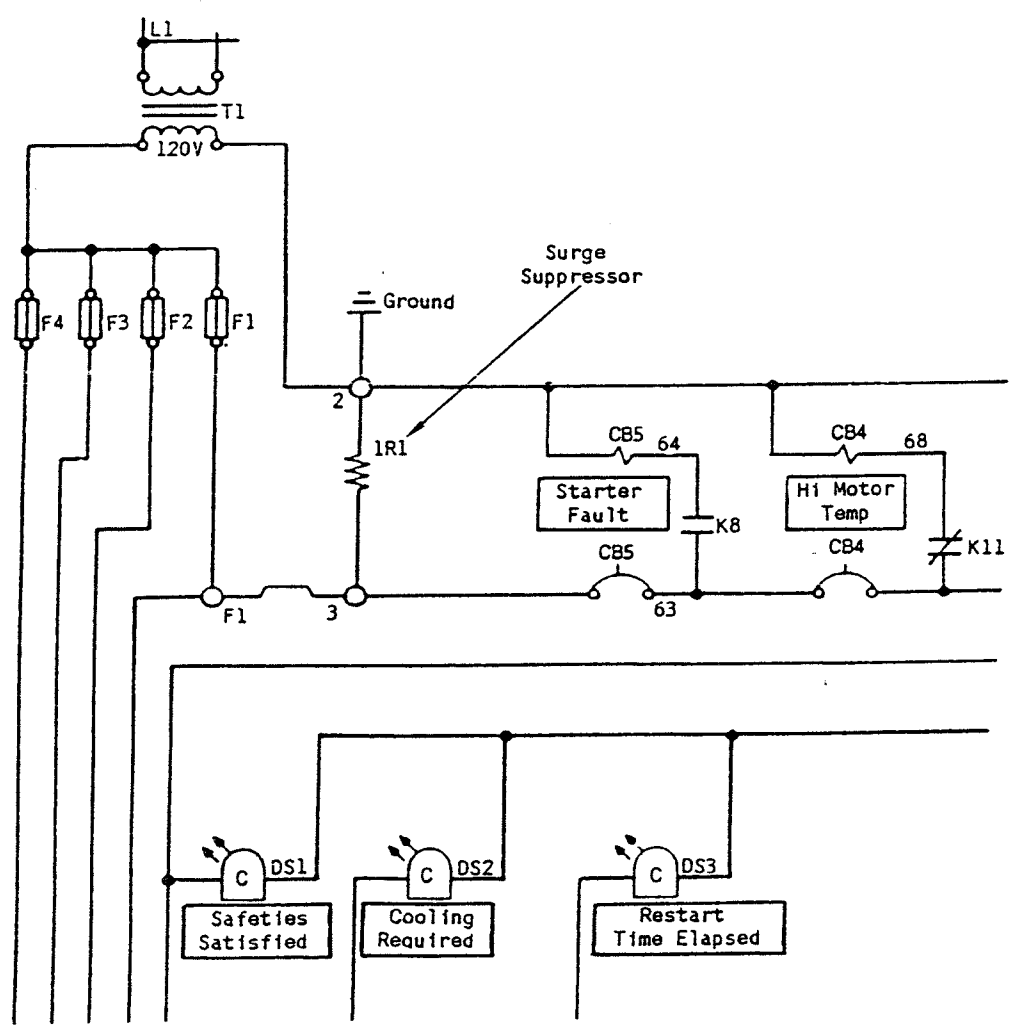 L1
T1
120V
Surge
Suppressor
Ground
F4
F3
F2
F1
2
1R1
CB5
64
CB4
68
Starter
Fault
Hi Motor
Temp
K8
K11
CB5
CB4
F1
3
63
DS1
DS2
DS3
C
C
C
Safeties
Satisfied
Cooling
Required
Restart
Time Elapsed